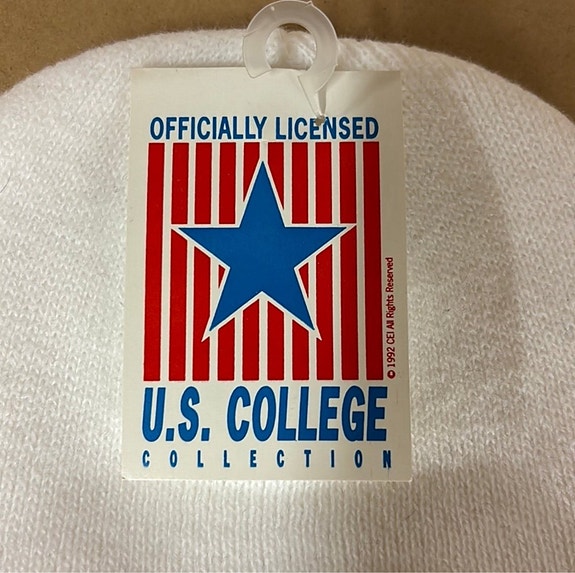 OFFICIALLY LICENSED
© 1992 CEI All Rights Reserved
U.S. COLLEGE
COLLECTION